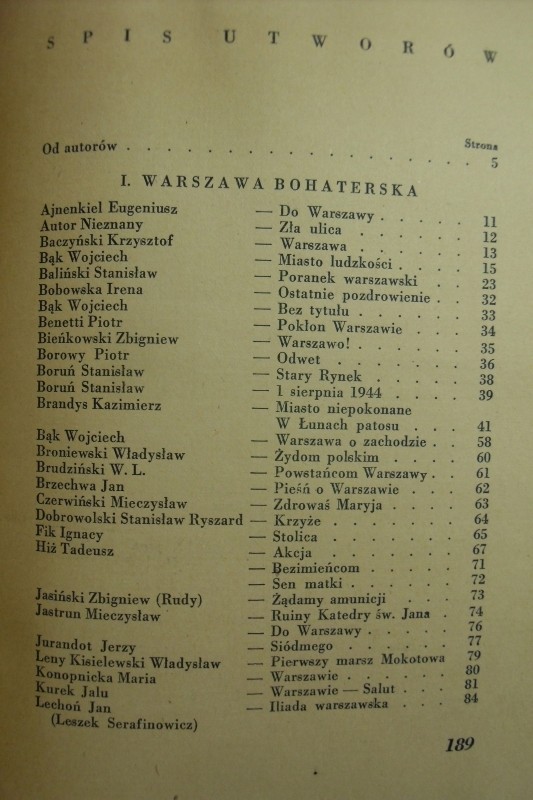 SPIS UTWORÓW
Strona
Od autorów . . . . . . . . . . . . . . . . . 5
I. WARSZAWA BOHATERSKA
Ajnenkiel Eugeniusz — Do Warszawy . . . . . 11
Autor Nieznany — Zła ulica . . . . . 12
Baczyński Krzysztof — Warszawa . . . . . 13
Bąk Wojciech — Miasto ludzkości . . . . 15
Baliński Stanisław — Poranek warszawski . . 23
Bobowska Irena — Ostatnie pozdrowienie . . 32
Bąk Wojciech — Bez tytułu . . . . . 33
Benetti Piotr — Pokłon Warszawie . . . 34
Bieńkowski Zbigniew — Warszawo! . . . . . 35
Borowy Piotr — Odwet . . . . . . 36
Boruń Stanisław — Stary Rynek . . . . . 38
Boruń Stanisław — 1 sierpnia 1944 . . . . 39
Brandys Kazimierz — Miasto niepokonane
W Łunach patosu . . . 41
Bąk Wojciech — Warszawa o zachodzie . . 58
Broniewski Władysław — Żydom polskim . . . . 60
Brudziński W. L. — Powstańcom Warszawy . . 61
Brzechwa Jan — Pieśń o Warszawie . . . 62
Czerwiński Mieczysław — Zdrowaś Maryja . . . . 63
Dobrowolski Stanisław Ryszard — Krzyże . . . . . . 64
Fik Ignacy — Stolica . . . . . . 65
Hiż Tadeusz — Akcja . . . . . . 67
— Bezimieńcom . . . . . 71
— Sen matki . . . . . 72
Jasiński Zbigniew (Rudy) — Żądamy amunicji . . . 73
Jastrun Mieczysław — Ruiny Katedry św. Jana . 74
— Do Warszawy . . . . . 76
Jurandot Jerzy — Siódmego . . . . . 77
Leny Kisielewski Władysław — Pierwszy marsz Mokotowa 79
Konopnicka Maria — Warszawie . . . . . 80
Kurek Jalu — Warszawie — Salut . . . 81
Lechoń Jan — Iliada warszawska . . . 84
(Leszek Serafinowicz)
189